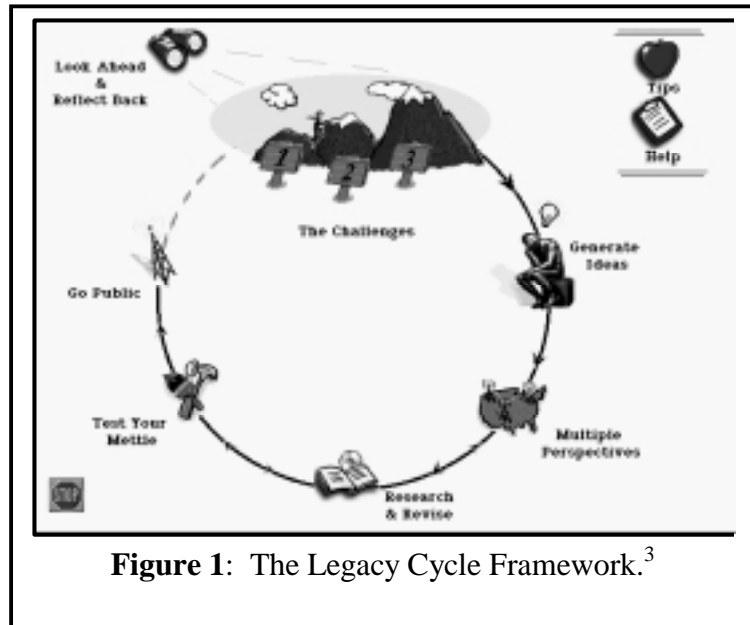 Look Ahead
&
Reflect Back
Tips
Help
1
2
3
The Challenges
Generate
Ideas
Go Public
Test Your
Mettle
Multiple
Perspectives
Research
& Revise
STOP
Figure 1: The Legacy Cycle Framework.3